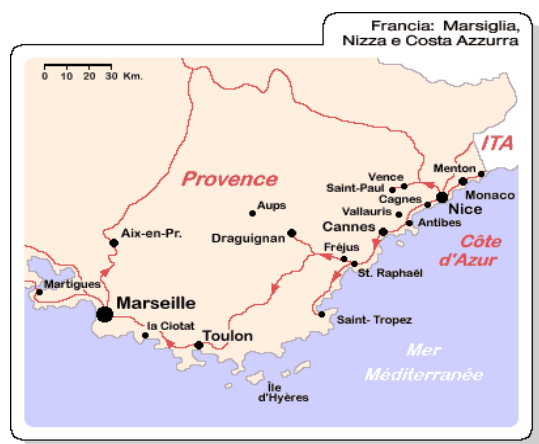 Francia: Marsiglia,
Nizza e Costa Azzurra
0 10 20 30 Km.
ITA
Menton
Vence
Saint-Paul
Provence
Monaco
Cagnes
Nice
Aups
Vallauris
Antibes
Cannes
Draguignan
Aix-en-Pr.
Côte
d'Azur
Fréjus
St. Raphaël
Martigues
Marseille
Saint- Tropez
la Ciotat
Toulon
Mer
Méditerranée
Île
d'Hyères